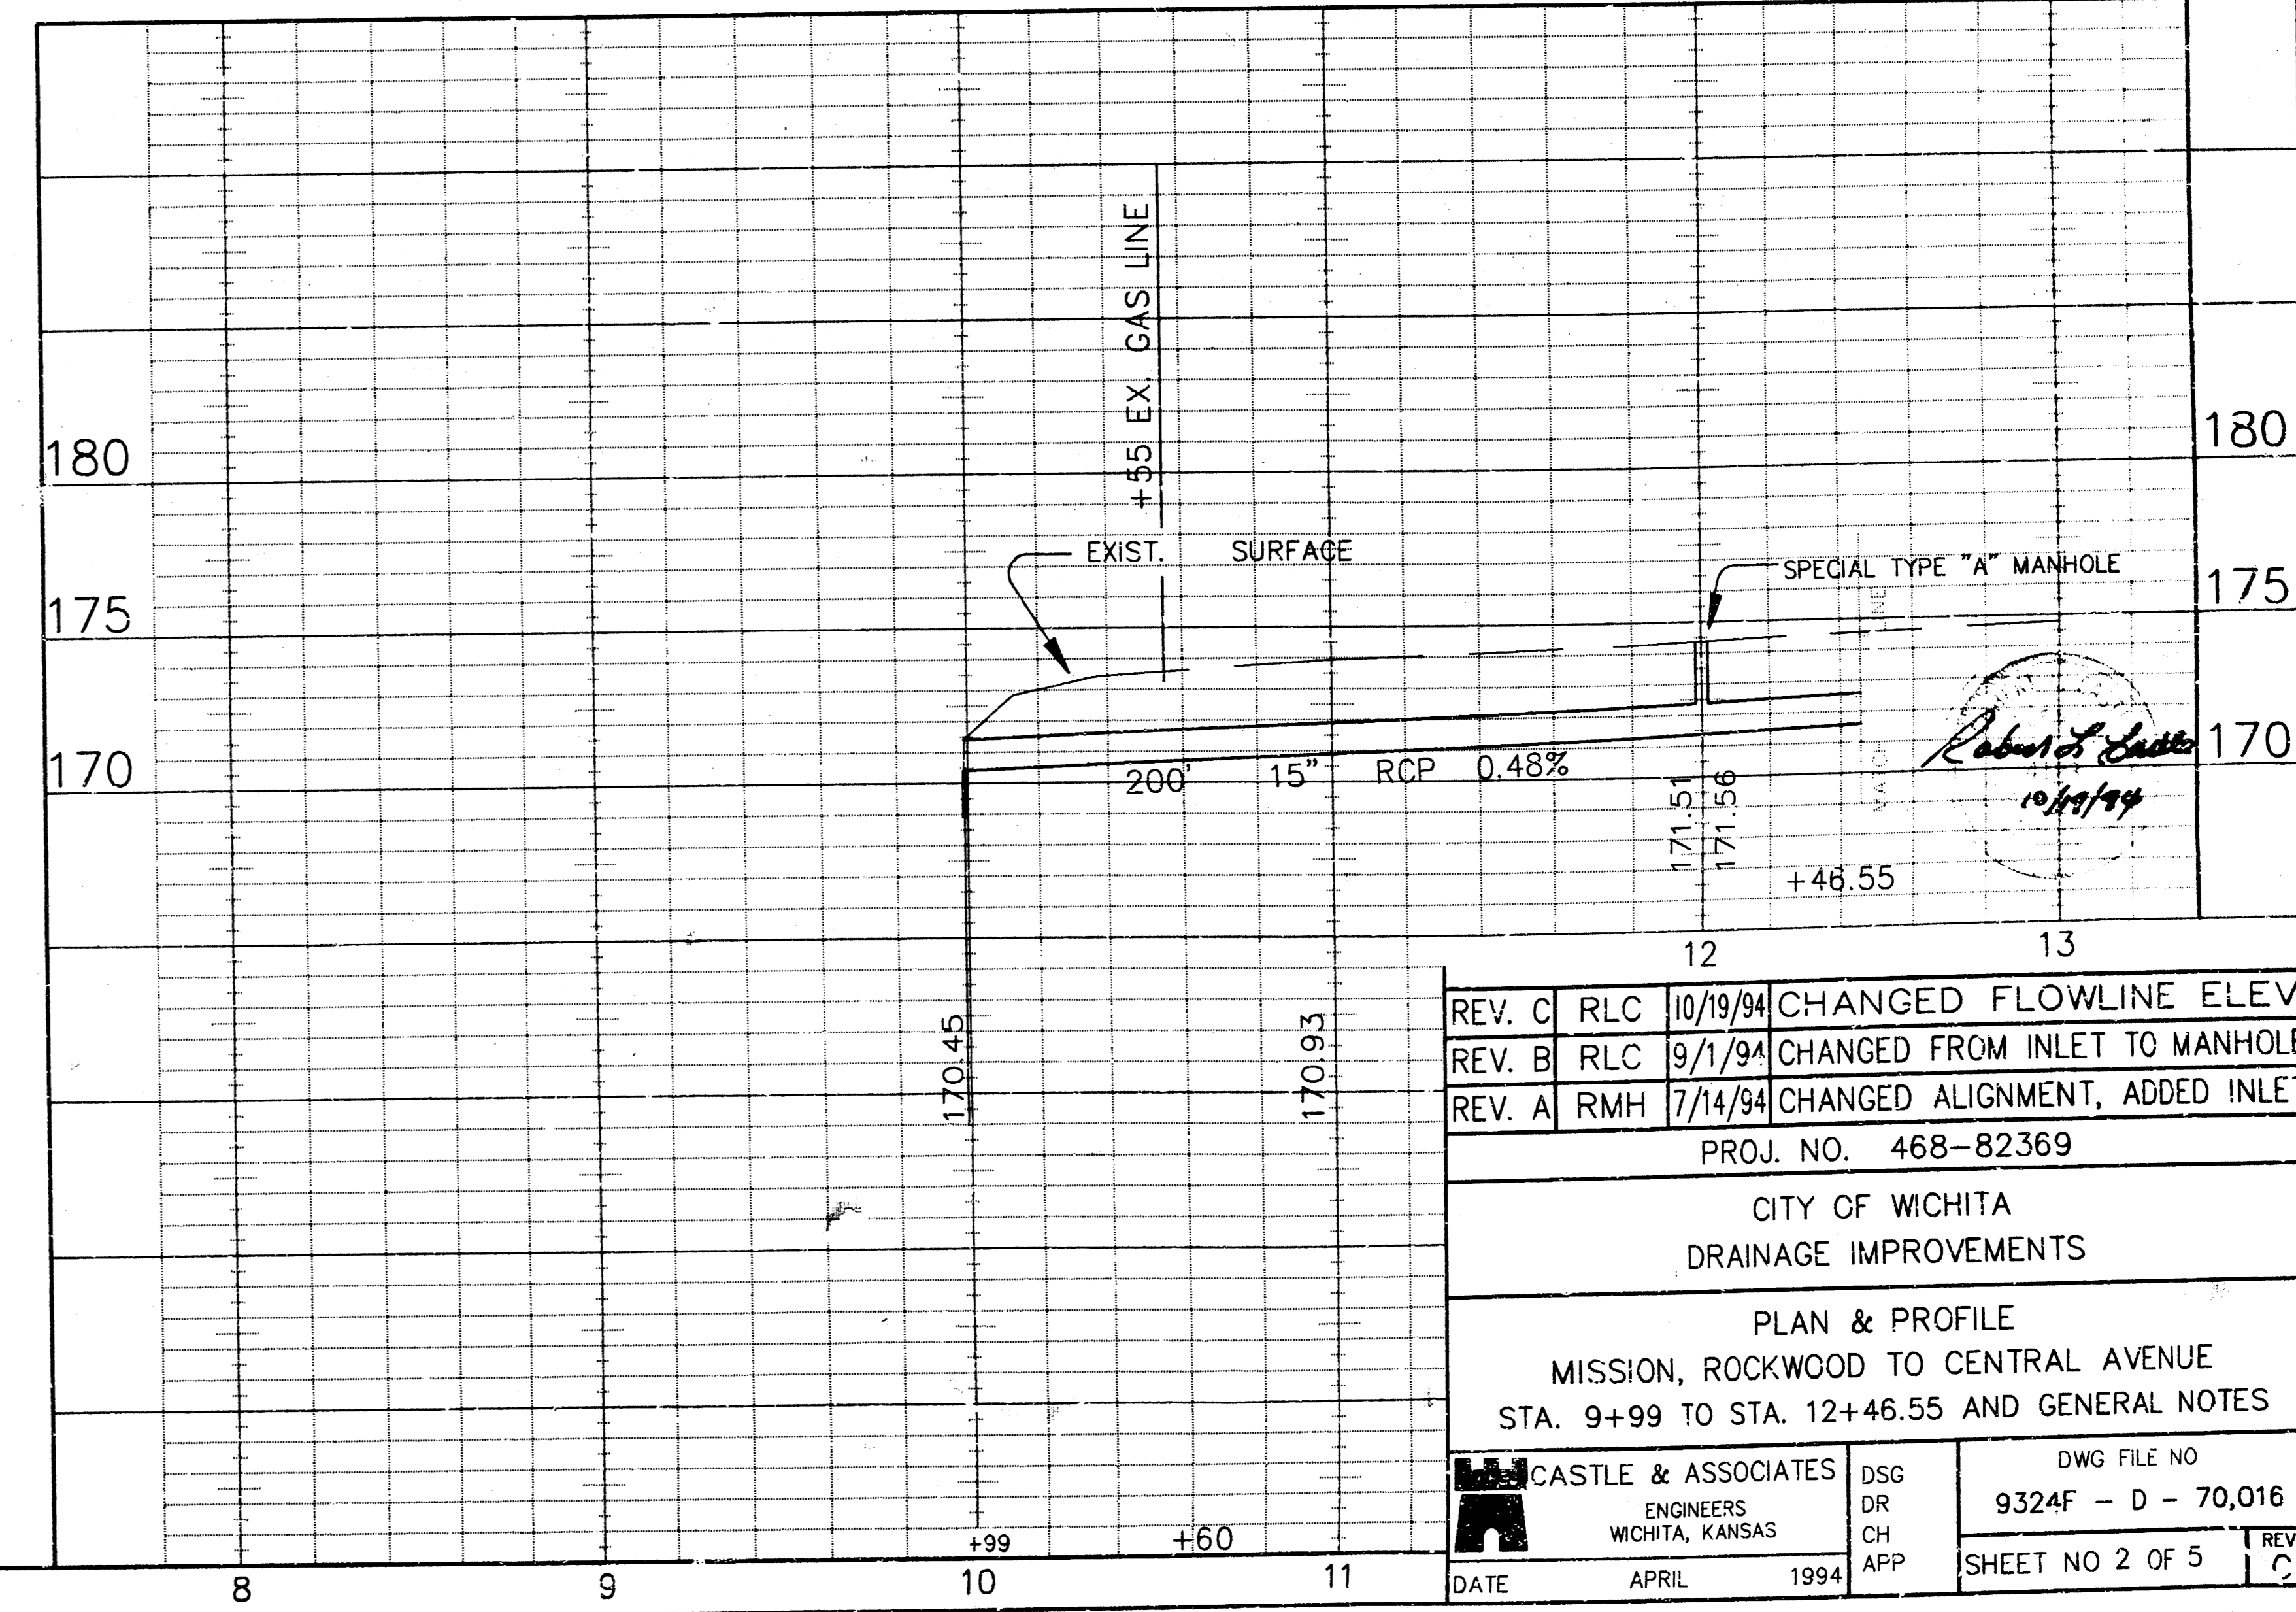 +55 EX. GAS LINE
180
180
EXIST. SURFACE
SPECIAL TYPE "A" MANHOLE
175
175
170
170
200' 15" RCP 0.48%
171.51
171.56
10/19/94
+46.55
12
13
170.45
170.93
REV. C RLC 10/19/94 CHANGED FLOWLINE ELEV
REV. B RLC 9/1/94 CHANGED FROM INLET TO MANHOLE
REV. A RMH 7/14/94 CHANGED ALIGNMENT, ADDED INLE
PROJ. NO. 468-82369
CITY OF WICHITA
DRAINAGE IMPROVEMENTS
PLAN & PROFILE
MISSION, ROCKWOOD TO CENTRAL AVENUE
STA. 9+99 TO STA. 12+46.55 AND GENERAL NOTES
CASTLE & ASSOCIATES
ENGINEERS
WICHITA, KANSAS
DATE APRIL 1994
DSG
DR
CH
APP
DWG FILE NO
9324F - D - 70,016
SHEET NO 2 OF 5
REV
C
+99
+60
8
9
10
11